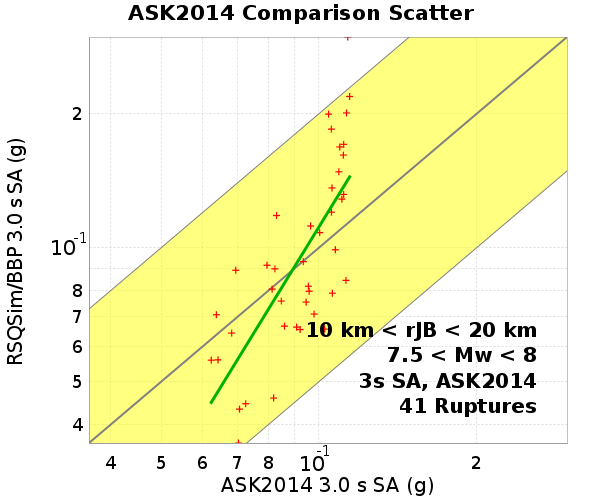 ASK2014 Comparison Scatter
RSQSim/BBP 3.0 s SA (g)
2
10-1
8
7
6
5
4
10 km < rJB < 20 km
7.5 < Mw < 8
3s SA, ASK2014
41 Ruptures
4 5 6 7 8 10-1 2
ASK2014 3.0 s SA (g)